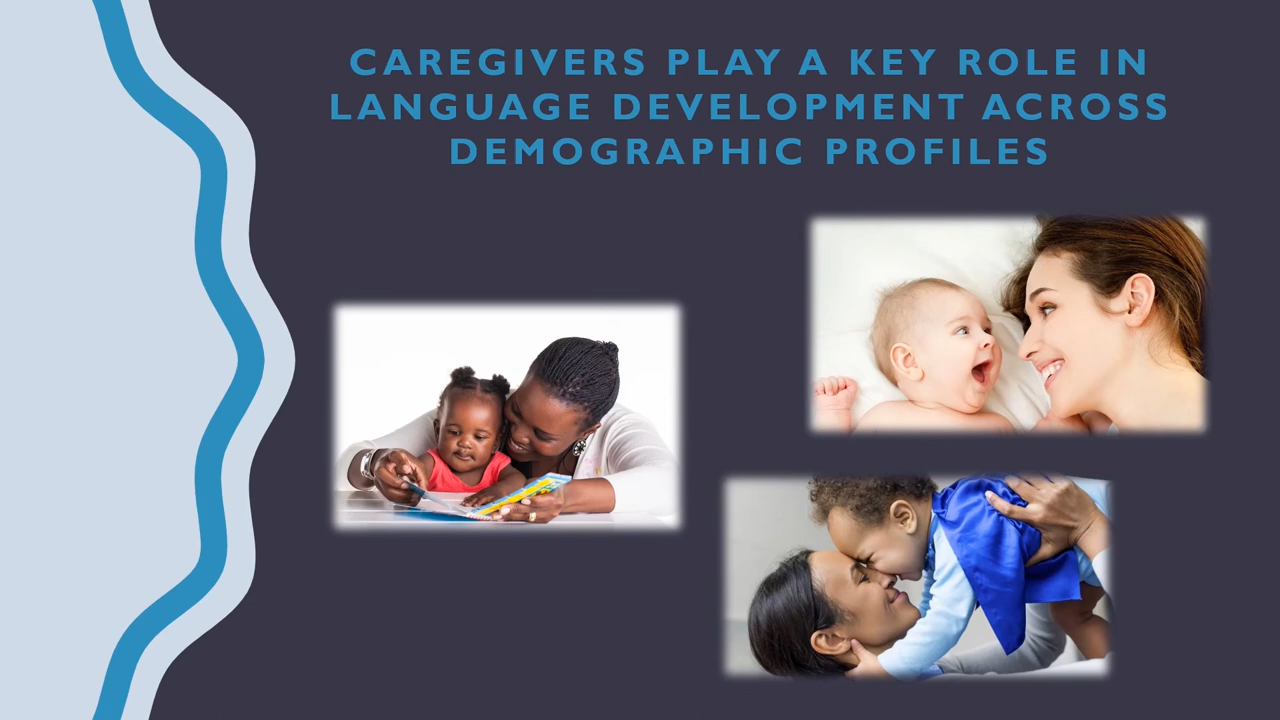 CAREGIVERS PLAY A KEY ROLE IN
LANGUAGE DEVELOPMENT ACROSS
DEMOGRAPHIC PROFILES